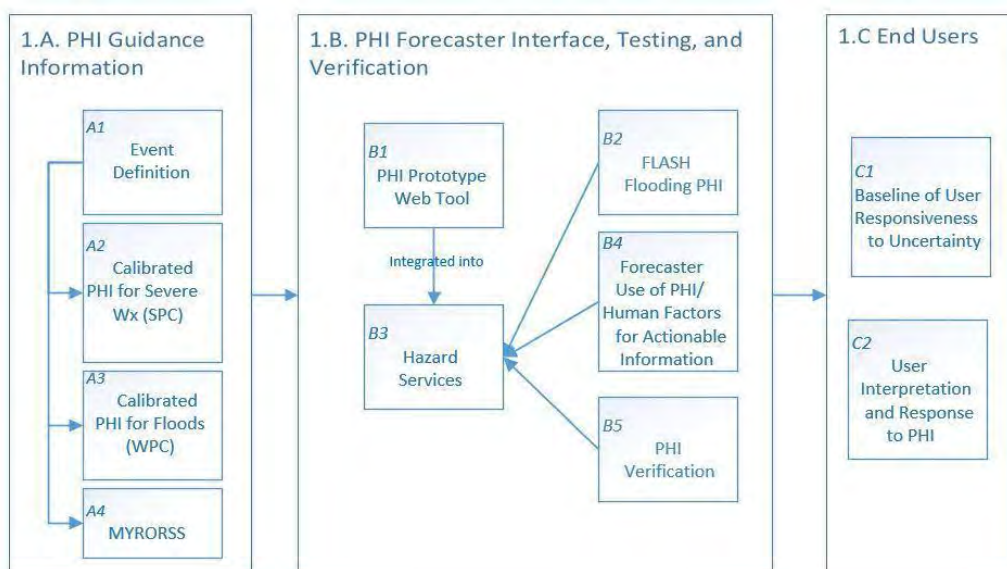 1.A. PHI Guidance
Information
A1
Event
Definition
A2
Calibrated
PHI for Severe
Wx (SPC)
A3
Calibrated
PHI for Floods
(WPC)
A4
MYRORSS
1.B. PHI Forecaster Interface, Testing, and
Verification
B1
PHI Prototype
Web Tool
Integrated into
B3
Hazard
Services
B2
FLASH
Flooding PHI
B4
Forecaster
Use of PHI/
Human Factors
for Actionable
Information
B5
PHI
Verification
1.C End Users
C1
Baseline of User
Responsiveness
to Uncertainty
C2
User
Interpretation
and Response
to PHI